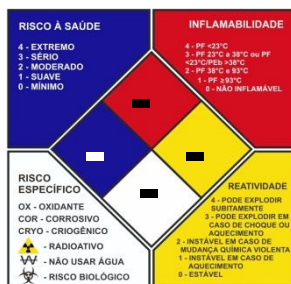 RISCO À SAÚDE
4 - EXTREMO
3 - SÉRIO
2 - MODERADO
1 - SUAVE
0 - MÍNIMO
INFLAMABILIDADE
4 - PF <23°C
3 - PF 23°C a 38°C OU PF
<23°C/PEb >38°C
2 - PF 38°C e 93°C
1 - PF ≥93°C
0 - NÃO INFLAMÁVEL
RISCO
ESPECÍFICO
OX - OXIDANTE
COR - CORROSIVO
CRYO - CRIOGÊNICO
- RADIOATIVO
W - NÃO USAR ÁGUA
- RISCO BIOLÓGICO
REATIVIDADE
4 - PODE EXPLODIR
SUBITAMENTE
3 - PODE EXPLODIR EM
CASO DE CHOQUE OU
AQUECIMENTO
2 - INSTÁVEL EM CASO DE
MUDANÇA QUÍMICA VIOLENTA
1 - INSTÁVEL EM CASO DE
AQUECIMENTO
0 - ESTÁVEL